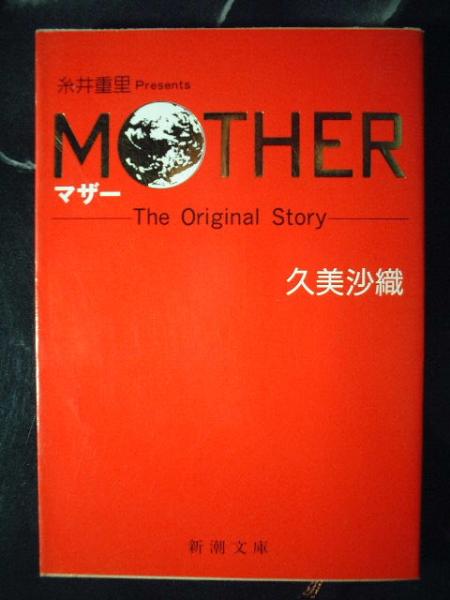 糸井重里 Presents
MOTHER
マザー
The Original Story
久美沙織
新潮文庫